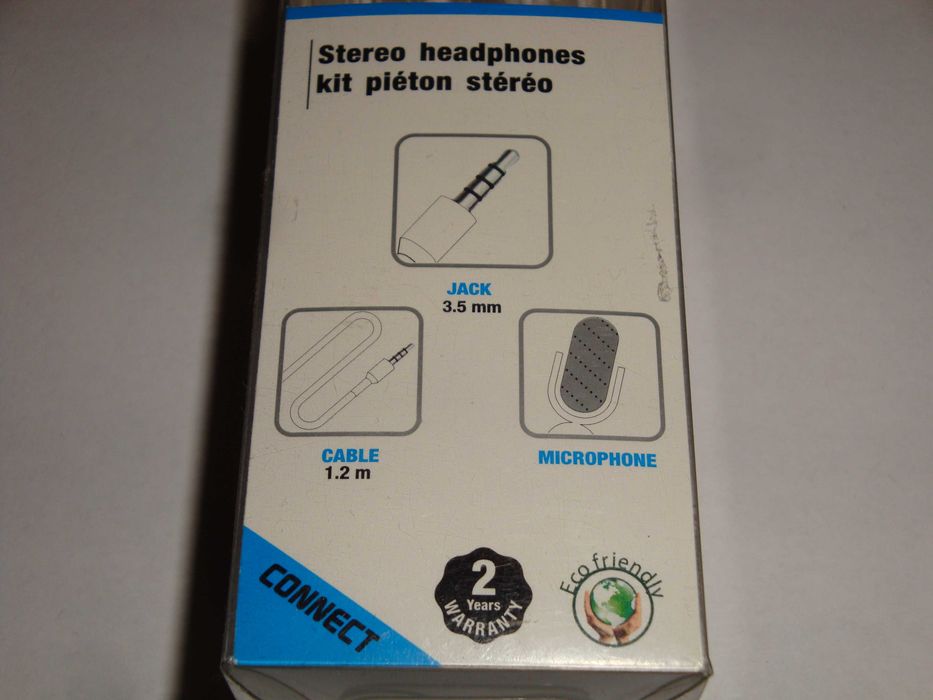 Stereo headphones
kit piéton stéréo
JACK
3.5 mm
CABLE
1.2 m
MICROPHONE
CONNECT
2
Years
WARRANTY
Eco friendly